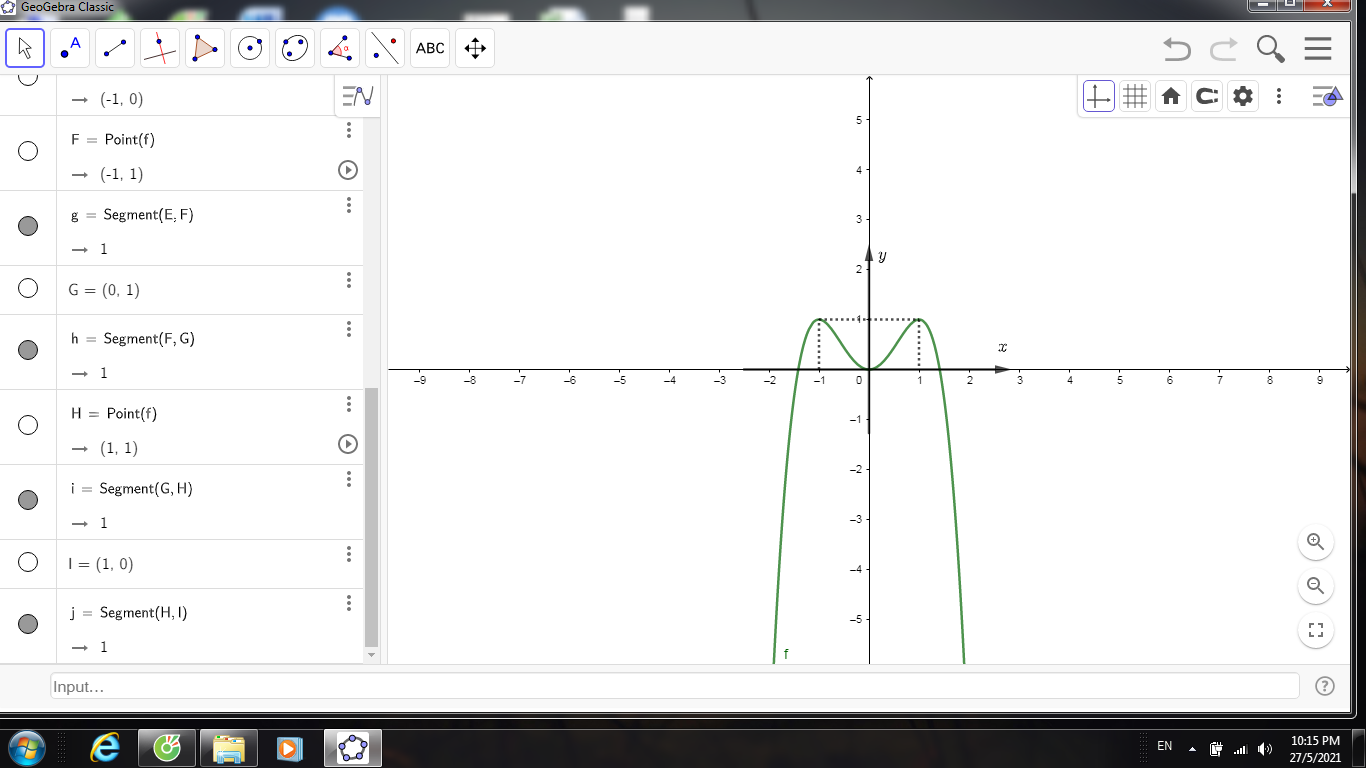 GeoGebra Classic
A
α
ABC
→ (-1, 0)
F = Point(f)
→ (-1, 1)
g = Segment(E, F)
→ 1
G = (0, 1)
h = Segment(F, G)
→ 1
H = Point(f)
→ (1, 1)
i = Segment(G, H)
→ 1
I = (1, 0)
j = Segment(H, I)
→ 1
5
4
3
2
y
1
x
–9 –8 –7 –6 –5 –4 –3 –2 –1 0 1 2 3 4 5 6 7 8 9
–1
–2
–3
–4
–5
f
Input…
?
EN
10:15 PM
27/5/2021